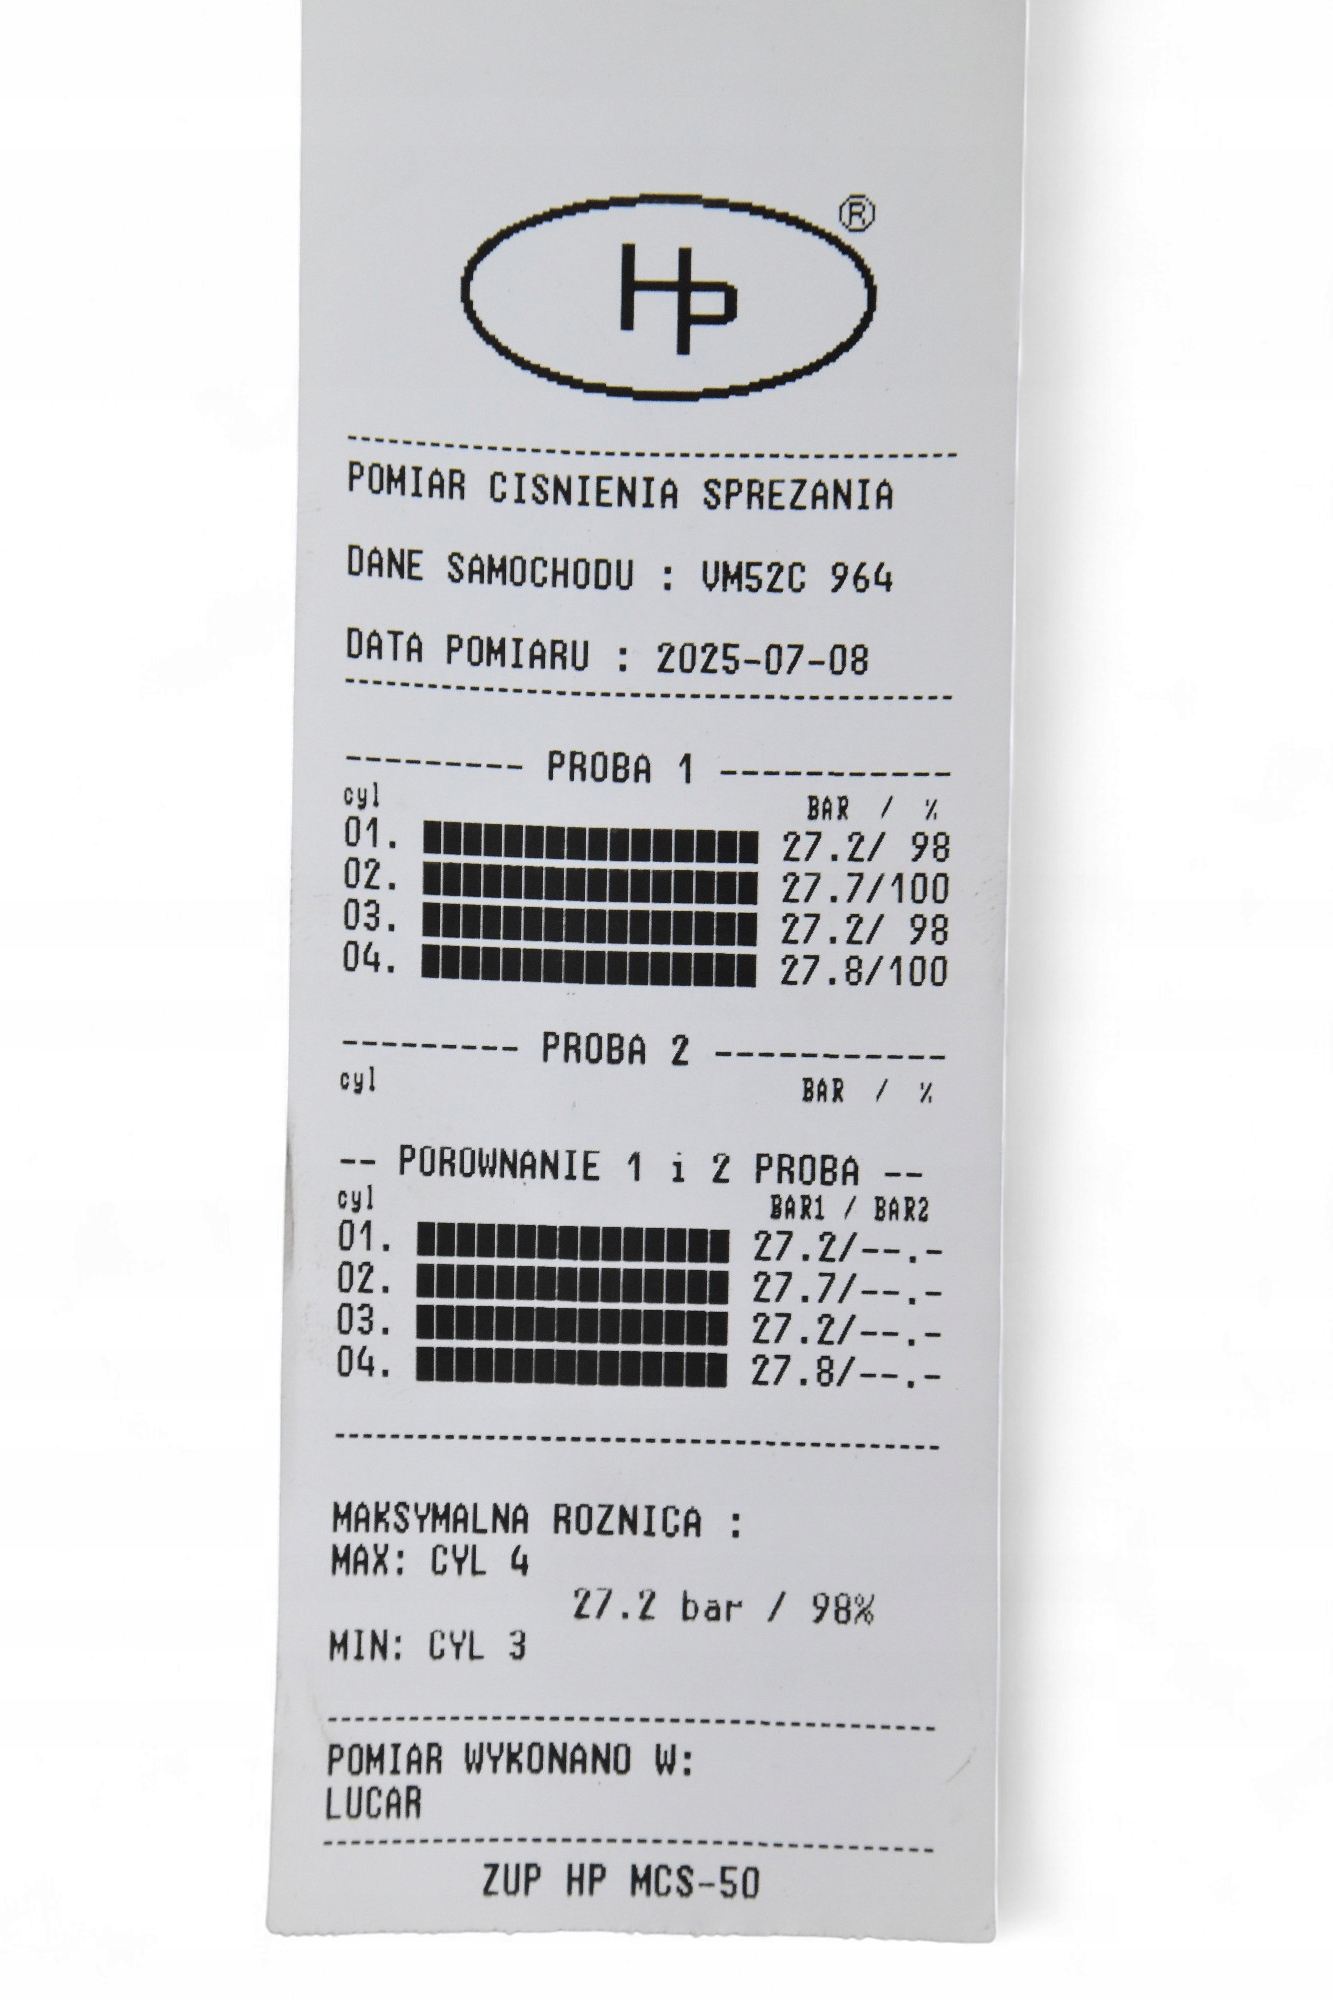 Hp ®
POMIAR CISNIENIA SPREZANIA
DANE SAMOCHODU : VM52C 964
DATA POMIARU : 2025-07-08
--------- PROBA 1 -----------
cyl BAR / %
01. 27.2/ 98
02. 27.7/100
03. 27.2/ 98
04. 27.8/100
--------- PROBA 2 -----------
cyl BAR / %
-- POROWNANIE 1 i 2 PROBA --
cyl BAR1 / BAR2
01. 27.2/--.-
02. 27.7/--.-
03. 27.2/--.-
04. 27.8/--.-
MAKSYMALNA ROZNICA :
MAX: CYL 4
27.2 bar / 98%
MIN: CYL 3
POMIAR WYKONANO W:
LUCAR
ZUP HP MCS-50